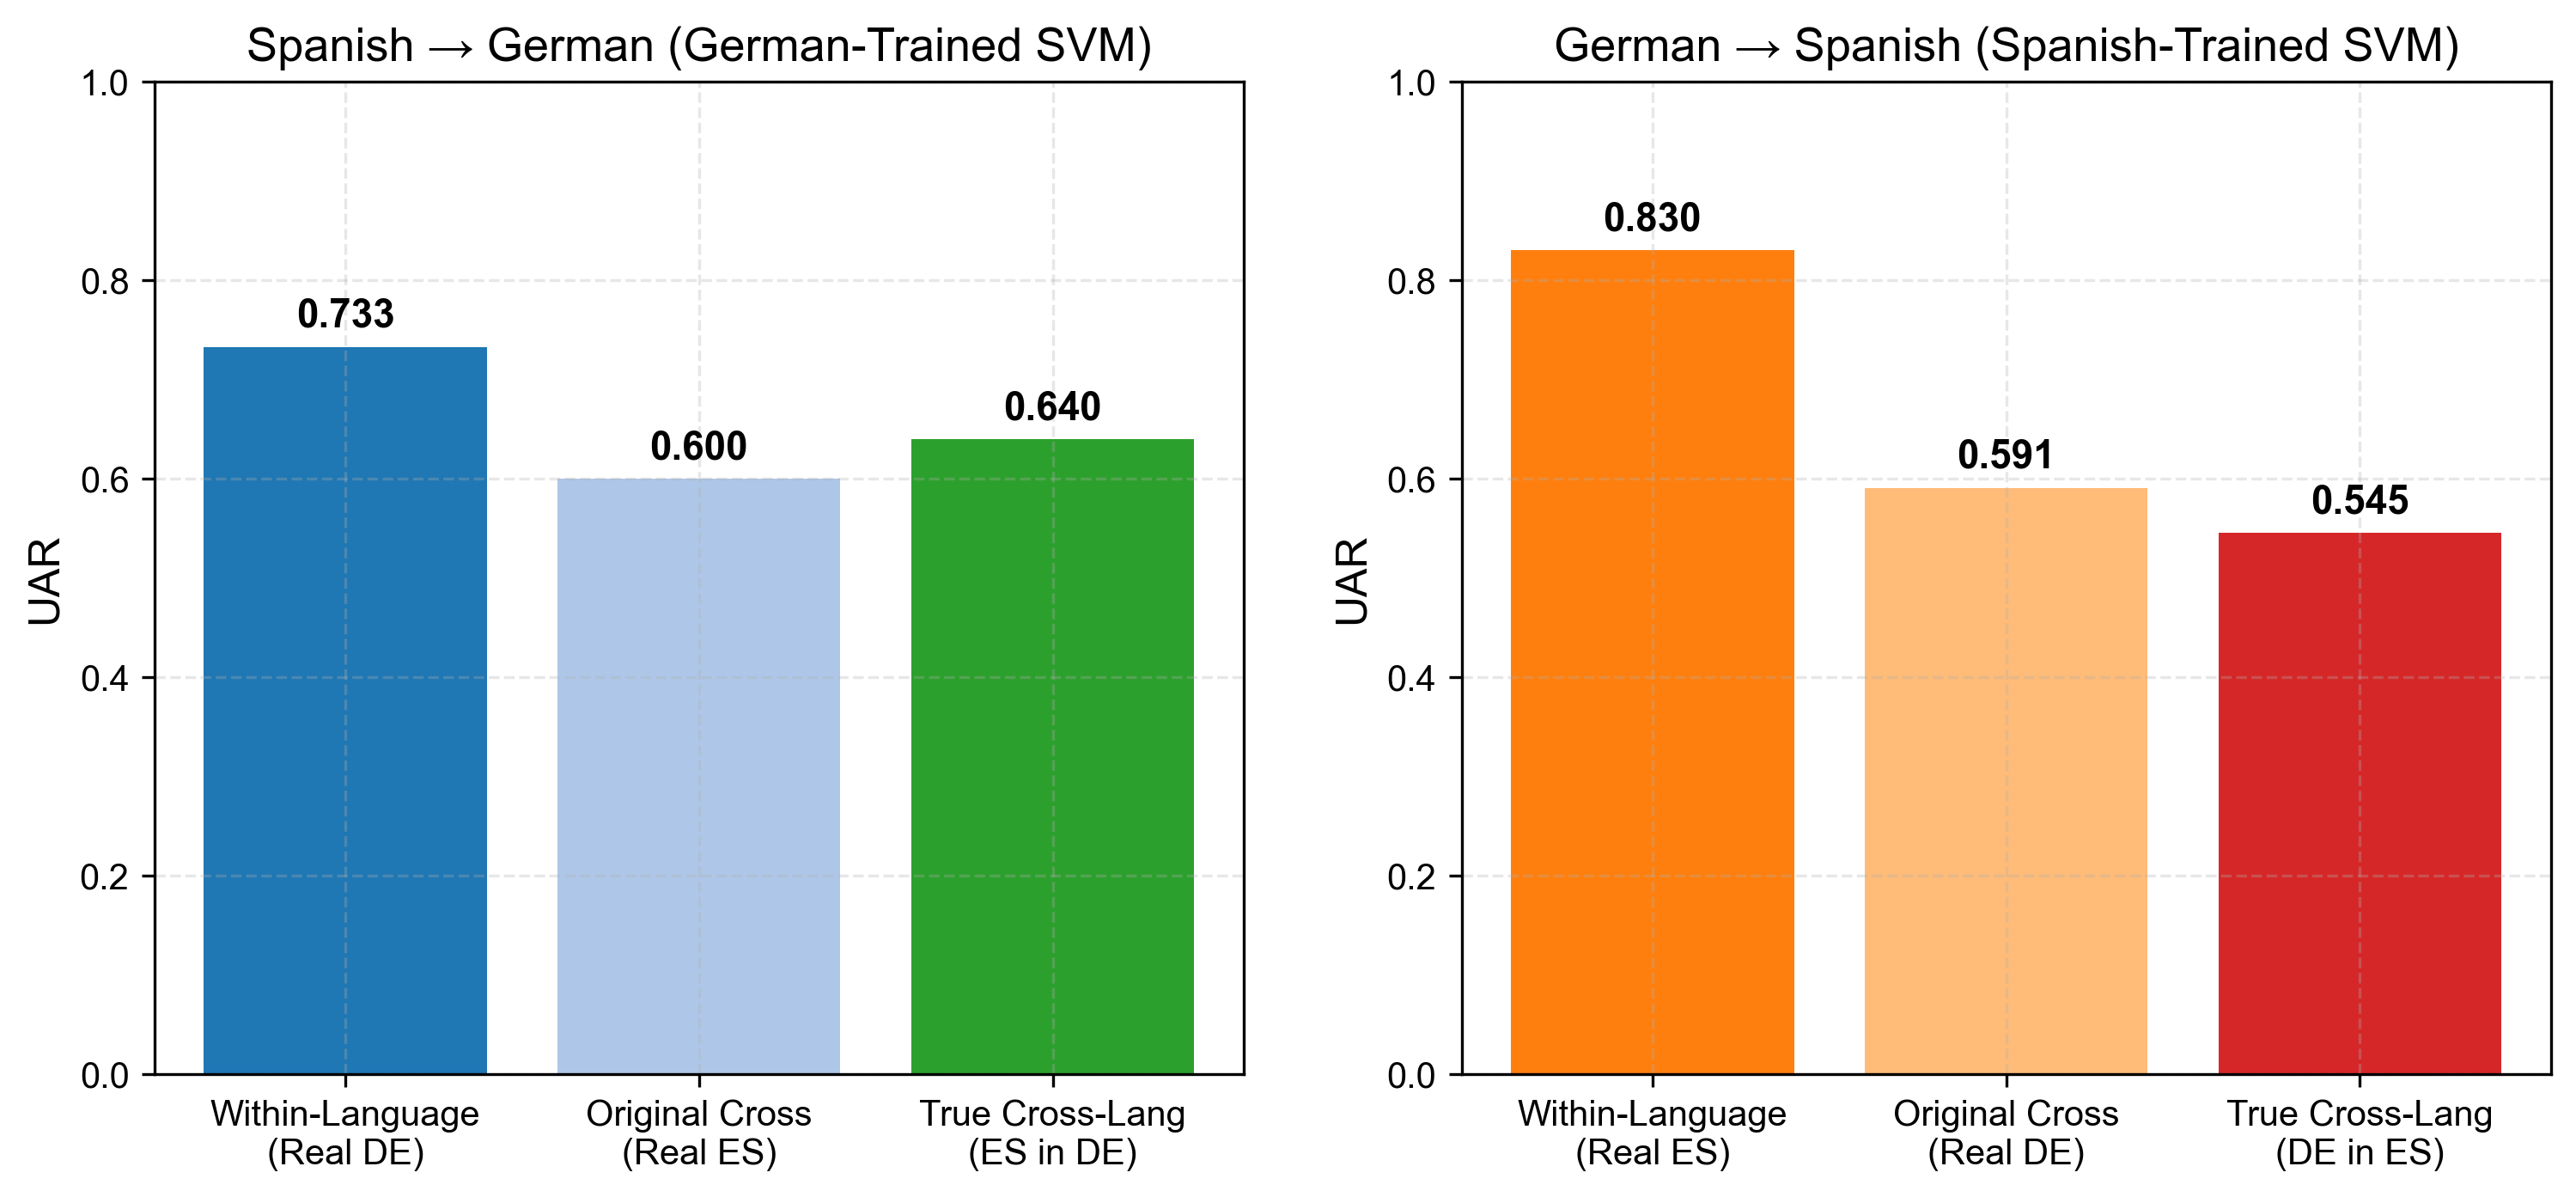 Spanish → German (German-Trained SVM)
1.0
0.8
0.6
0.4
0.2
0.0
UAR
0.733
0.600
0.640
Within-Language
(Real DE)
Original Cross
(Real ES)
True Cross-Lang
(ES in DE)
German → Spanish (Spanish-Trained SVM)
1.0
0.8
0.6
0.4
0.2
0.0
UAR
0.830
0.591
0.545
Within-Language
(Real ES)
Original Cross
(Real DE)
True Cross-Lang
(DE in ES)